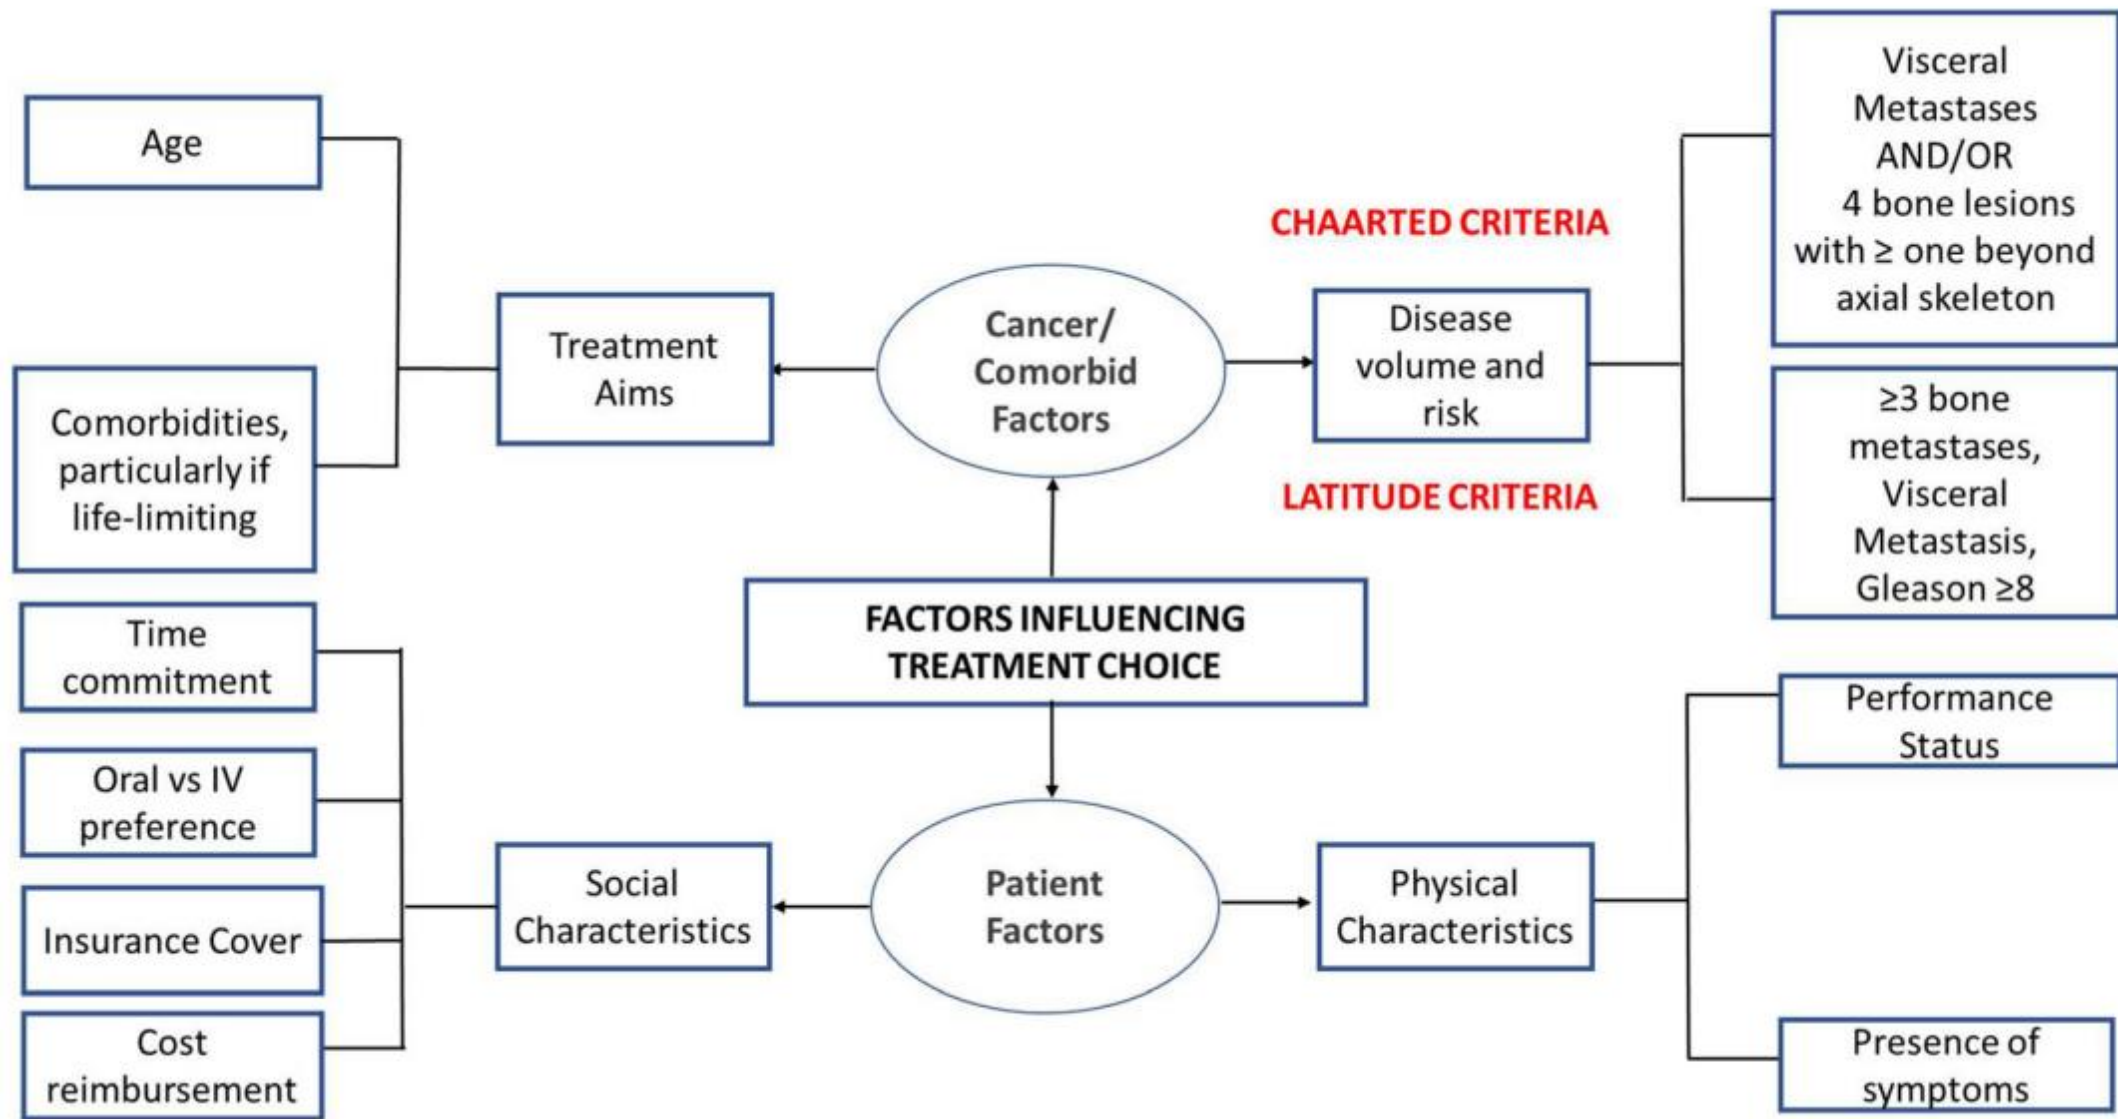 Age
Comorbidities,
particularly if
life-limiting
Treatment
Aims
Cancer/
Comorbid
Factors
CHAARTED CRITERIA
Disease
volume and
risk
LATITUDE CRITERIA
Visceral
Metastases
AND/OR
4 bone lesions
with ≥ one beyond
axial skeleton
≥3 bone
metastases,
Visceral
Metastasis,
Gleason ≥8
FACTORS INFLUENCING
TREATMENT CHOICE
Time
commitment
Oral vs IV
preference
Insurance Cover
Cost
reimbursement
Social
Characteristics
Patient
Factors
Physical
Characteristics
Performance
Status
Presence of
symptoms